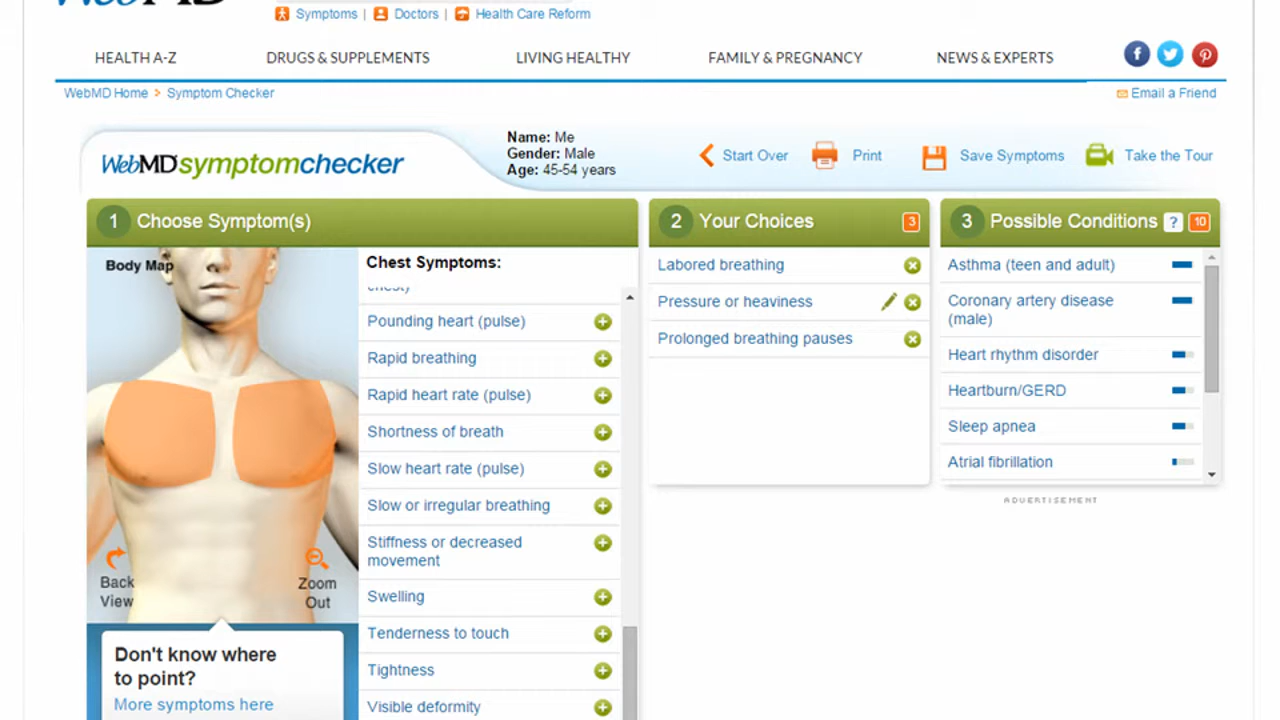 WebMD
Symptoms | Doctors | Health Care Reform
HEALTH A-Z DRUGS & SUPPLEMENTS LIVING HEALTHY FAMILY & PREGNANCY NEWS & EXPERTS
WebMD Home > Symptom Checker
Email a Friend
WebMD symptomchecker
Name: Me
Gender: Male
Age: 45-54 years
Start Over Print Save Symptoms Take the Tour
1 Choose Symptom(s)
Body Map
Back
View
Zoom
Out
Don't know where
to point?
More symptoms here
Chest Symptoms:
chest)
Pounding heart (pulse)
Rapid breathing
Rapid heart rate (pulse)
Shortness of breath
Slow heart rate (pulse)
Slow or irregular breathing
Stiffness or decreased
movement
Swelling
Tenderness to touch
Tightness
Visible deformity
2 Your Choices 3
Labored breathing
Pressure or heaviness
Prolonged breathing pauses
3 Possible Conditions ? 10
Asthma (teen and adult)
Coronary artery disease
(male)
Heart rhythm disorder
Heartburn/GERD
Sleep apnea
Atrial fibrillation
ADVERTISEMENT